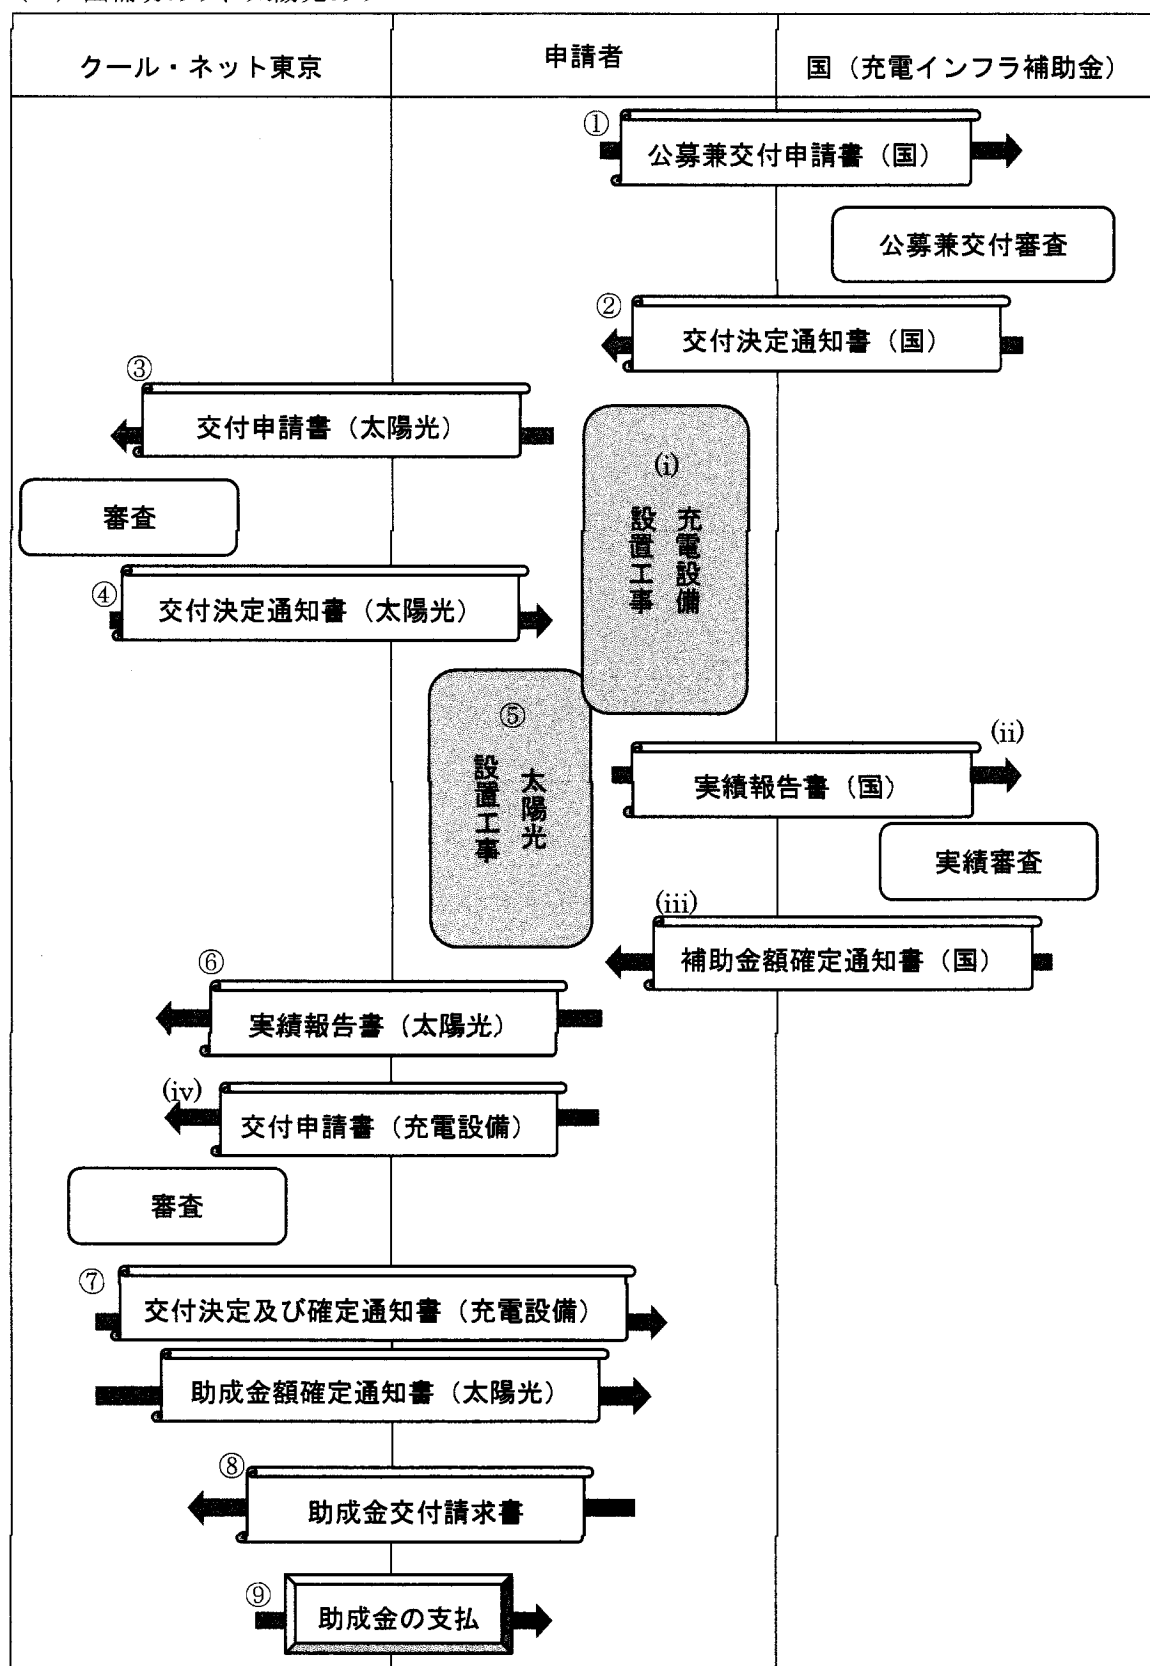 クール・ネット東京
申請者
国（充電インフラ補助金）
①
公募兼交付申請書（国）
公募兼交付審査
②
交付決定通知書（国）
③
交付申請書（太陽光）
(i)
充電設備
設置工事
審査
④
交付決定通知書（太陽光）
⑤
太陽光
設置工事
(ii)
実績報告書（国）
実績審査
(iii)
補助金額確定通知書（国）
⑥
実績報告書（太陽光）
(iv)
交付申請書（充電設備）
審査
⑦
交付決定及び確定通知書（充電設備）
助成金額確定通知書（太陽光）
⑧
助成金交付請求書
⑨
助成金の支払